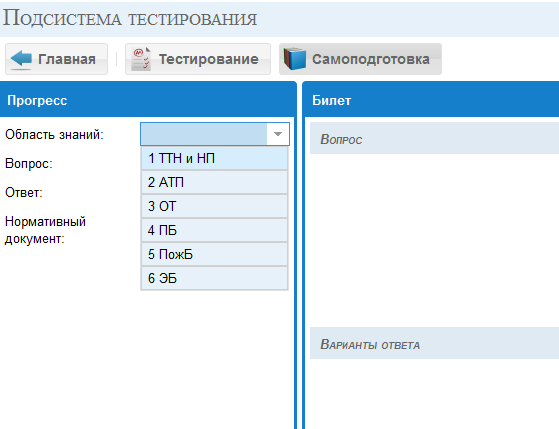 Подсистема тестирования
Главная
Тестирование
Самоподготовка
Прогресс
Область знаний:
1 ТТН и НП
2 АТП
3 ОТ
4 ПБ
5 ПожБ
6 ЭБ
Вопрос:
Ответ:
Нормативный
документ:
Билет
Вопрос
Варианты ответа